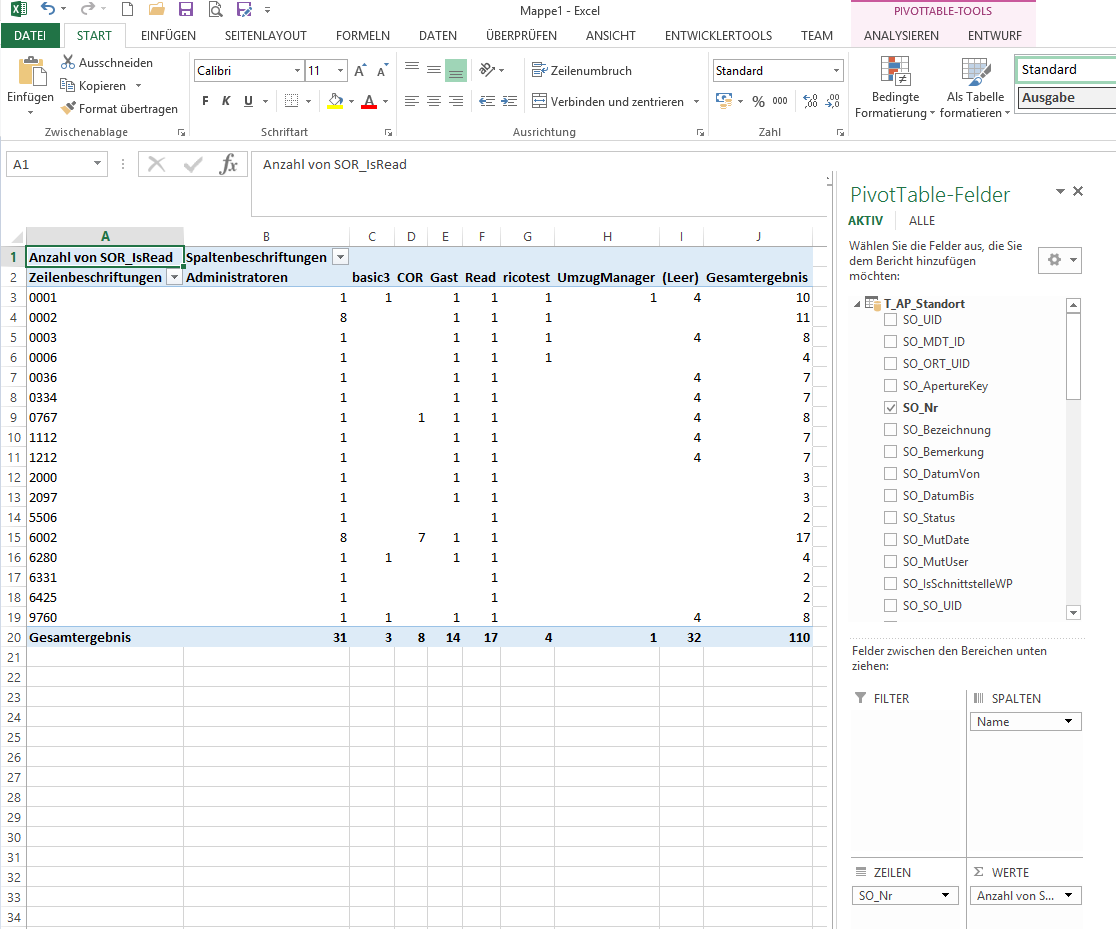 Mappe1 - Excel
PIVOTTABLE-TOOLS
DATEI START EINFÜGEN SEITENLAYOUT FORMELN DATEN ÜBERPRÜFEN ANSICHT ENTWICKLERTOOLS TEAM ANALYSIEREN ENTWURF
Einfügen
Ausschneiden
Kopieren
Format übertragen
Zwischenablage
Calibri 11
F K U
Schriftart
Zeilenumbruch
Verbinden und zentrieren
Ausrichtung
Standard
% 000
Zahl
Bedingte
Formatierung
Als Tabelle
formatieren
Standard
Ausgabe
A1 fx Anzahl von SOR_IsRead
A B C D E F G H I J
1 Anzahl von SOR_IsRead Spaltenbeschriftungen
2 Zeilenbeschriftungen Administratoren basic3 COR Gast Read ricotest UmzugManager (Leer) Gesamtergebnis
3 0001 1 1 1 1 1 1 4 10
4 0002 8 1 1 1 11
5 0003 1 1 1 1 4 8
6 0006 1 1 1 1 4
7 0036 1 1 1 4 7
8 0334 1 1 1 4 7
9 0767 1 1 1 1 4 8
10 1112 1 1 1 4 7
11 1212 1 1 1 4 7
12 2000 1 1 1 3
13 2097 1 1 1 3
14 5506 1 1 2
15 6002 8 7 1 1 17
16 6280 1 1 1 1 4
17 6331 1 1 2
18 6425 1 1 2
19 9760 1 1 1 1 4 8
20 Gesamtergebnis 31 3 8 14 17 4 1 32 110
21
22
23
24
25
26
27
28
29
30
31
32
33
34
PivotTable-Felder
AKTIV ALLE
Wählen Sie die Felder aus, die Sie
dem Bericht hinzufügen
möchten:
T_AP_Standort
SO_UID
SO_MDT_ID
SO_ORT_UID
SO_ApertureKey
SO_Nr
SO_Bezeichnung
SO_Bemerkung
SO_DatumVon
SO_DatumBis
SO_Status
SO_MutDate
SO_MutUser
SO_IsSchnittstelleWP
SO_SO_UID
Felder zwischen den Bereichen unten
ziehen:
FILTER
SPALTEN
Name
ZEILEN
SO_Nr
Σ WERTE
Anzahl von S...